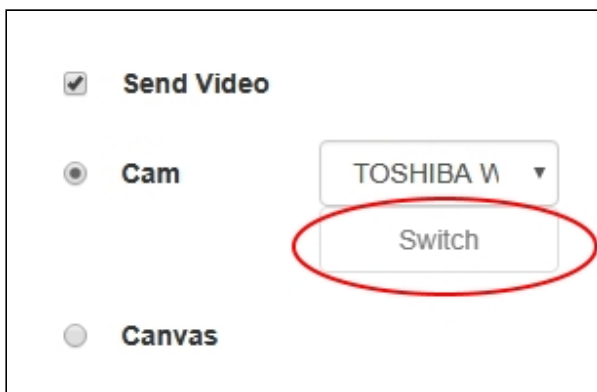 Send Video
Cam
TOSHIBA W
Switch
Canvas